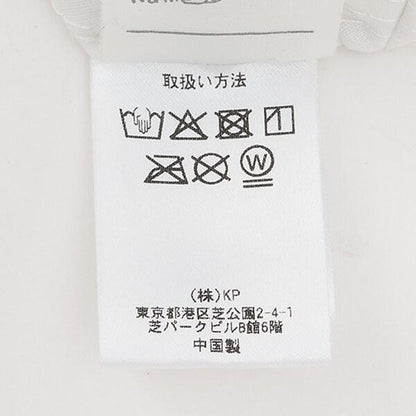 取扱い方法
W
(株)KP
東京都港区芝公園2-4-1
芝パークビルB館6階
中国製